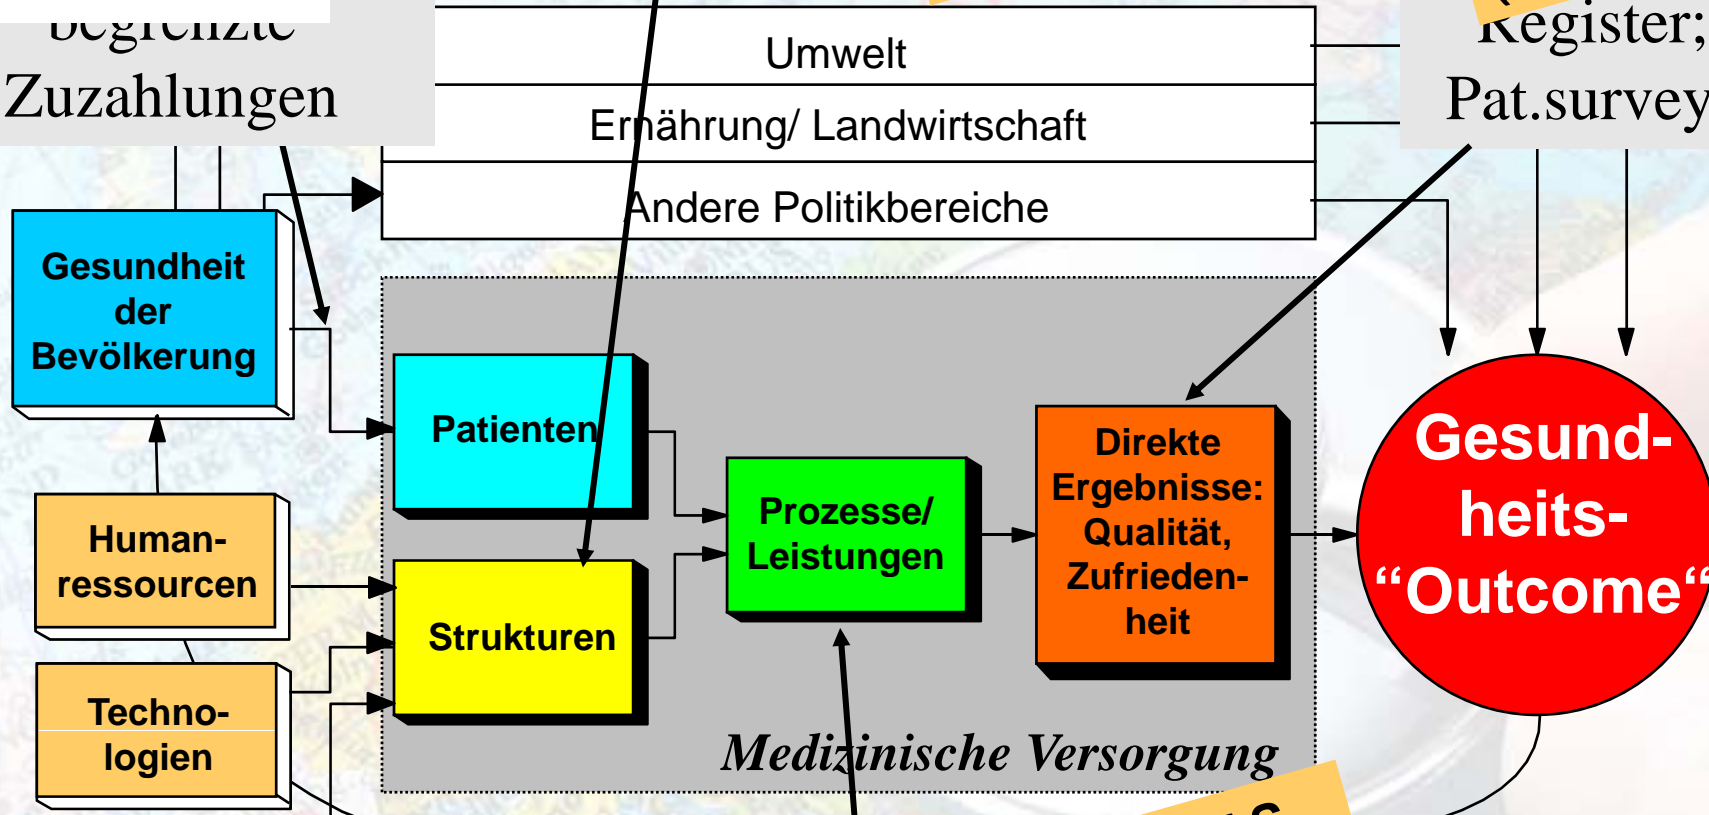 begrenzte
Zuzahlungen
Register;
Pat.survey
Umwelt
Ernährung/ Landwirtschaft
Andere Politikbereiche
Gesundheit
der
Bevölkerung
Patienten
Human-
ressourcen
Strukturen
Techno-
logien
Prozesse/
Leistungen
Direkte
Ergebnisse:
Qualität,
Zufrieden-
heit
Gesund-
heits-
“Outcome“
Medizinische Versorgung